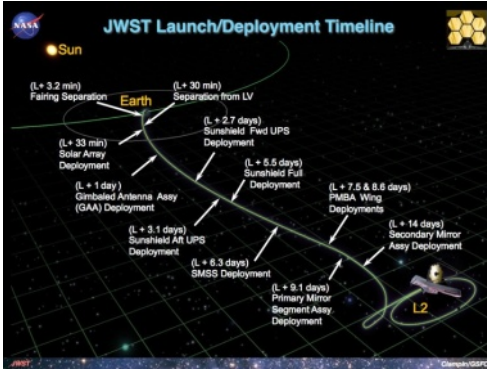 NASA
JWST Launch/Deployment Timeline
Sun
(L+ 3.2 min)
Fairing Separation
Earth
(L+ 30 min)
Separation from LV
(L+ 33 min)
Solar Array
Deployment
(L + 2.7 days)
Sunshield Fwd UPS
Deployment
(L + 5.5 days)
Sunshield Full
Deployment
(L + 1 day)
Gimbaled Antenna Assy
(GAA) Deployment
(L + 7.5 & 8.6 days)
PMBA Wing
Deployments
(L + 3.1 days)
Sunshield Aft UPS
Deployment
(L + 14 days)
Secondary Mirror
Assy Deployment
(L + 6.3 days)
SMSS Deployment
(L + 9.1 days)
Primary Mirror
Segment Assy
Deployment
L2
JWST
Clampin/GSFC